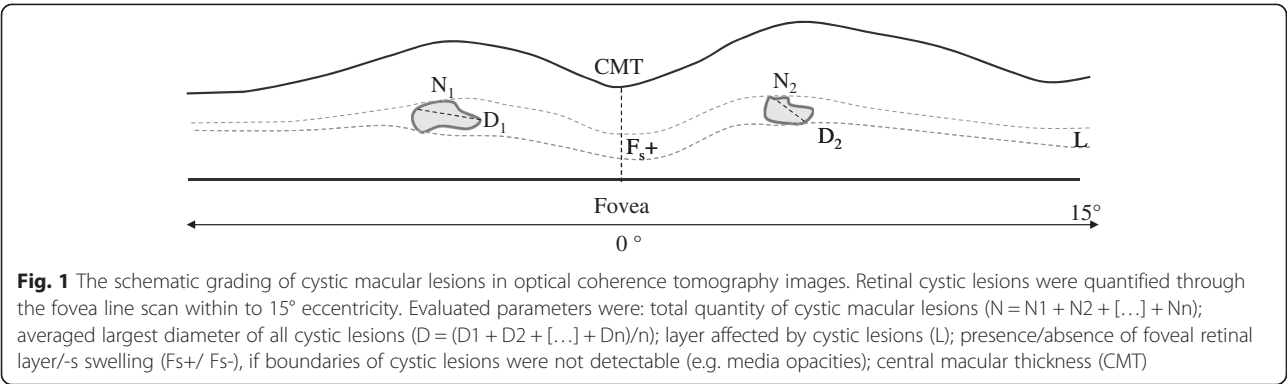 CMT
N₁
N₂
D₁
D₂
Fₛ+
L
Fovea
15°
0 °
Fig. 1 The schematic grading of cystic macular lesions in optical coherence tomography images. Retinal cystic lesions were quantified through
the fovea line scan within to 15° eccentricity. Evaluated parameters were: total quantity of cystic macular lesions (N = N1 + N2 + […] + Nn);
averaged largest diameter of all cystic lesions (D = (D1 + D2 + […] + Dn)/n); layer affected by cystic lesions (L); presence/absence of foveal retinal
layer/-s swelling (Fs+/ Fs-), if boundaries of cystic lesions were not detectable (e.g. media opacities); central macular thickness (CMT)